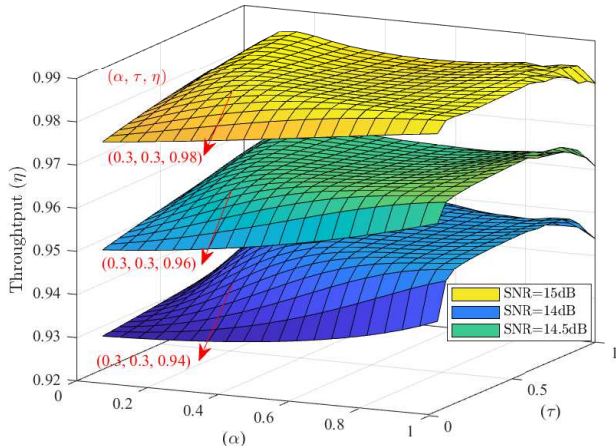 0.99
0.98
0.97
0.96
0.95
0.94
0.93
0.92
Throughtput (η)
(α, τ, η)
(0.3, 0.3, 0.98)
(0.3, 0.3, 0.96)
(0.3, 0.3, 0.94)
SNR=15dB
SNR=14dB
SNR=14.5dB
0
0.2
0.4
0.6
0.8
1
(α)
0
0.5
1
(τ)